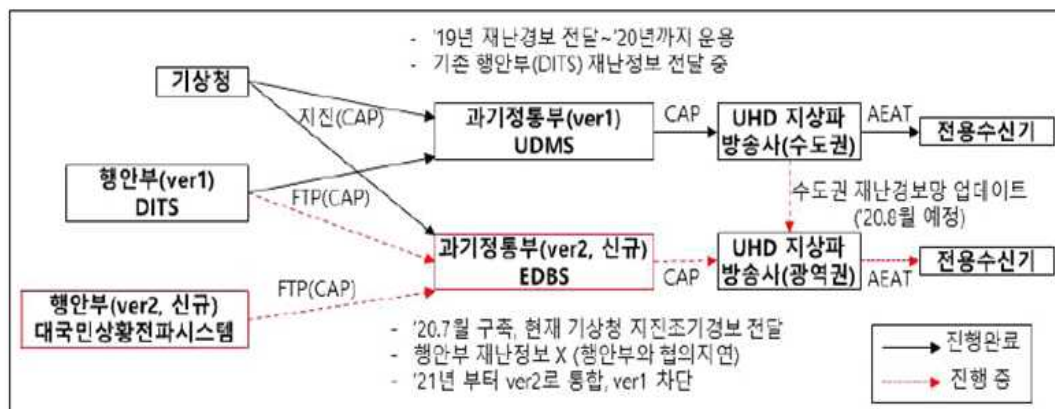 - '19년 재난경보 전달~'20년까지 운용
- 기존 행안부(DITS) 재난정보 전달 중
기상청
지진(CAP)
과기정통부(ver1)
UDMS
CAP
UHD 지상파
방송사(수도권)
AEAT
전용수신기
행안부(ver1)
DITS
FTP(CAP)
수도권 재난경보망 업데이트
('20.8월 예정)
과기정통부(ver2, 신규)
EDBS
CAP
UHD 지상파
방송사(광역권)
AEAT
전용수신기
행안부(ver2, 신규)
대국민상황전파시스템
FTP(CAP)
- '20.7월 구축, 현재 기상청 지진조기경보 전달
- 행안부 재난정보 X (행안부와 협의지연)
- '21년 부터 ver2로 통합, ver1 차단
진행완료
진행 중